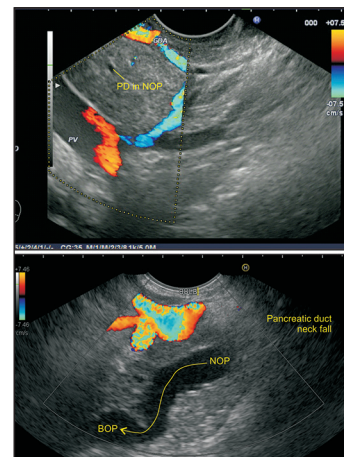 000
+07.5
GDA
PD in NOP
PV
-07.5
cm/s
+7.46
-7.46
cm/s
Pancreatic duct
neck fall
NOP
BOP